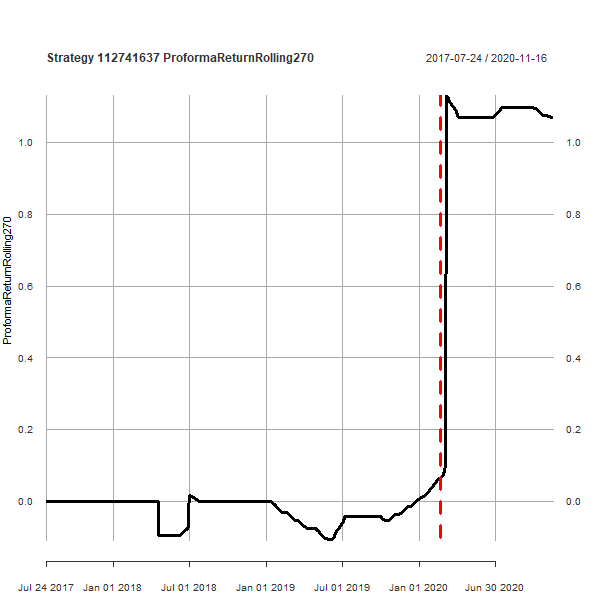 Strategy 112741637 ProformaReturnRolling270
2017-07-24 / 2020-11-16
ProformaReturnRolling270
1.0 1.0
0.8 0.8
0.6 0.6
0.4 0.4
0.2 0.2
0.0 0.0
Jul 24 2017 Jan 01 2018 Jul 01 2018 Jan 01 2019 Jul 01 2019 Jan 01 2020 Jun 30 2020